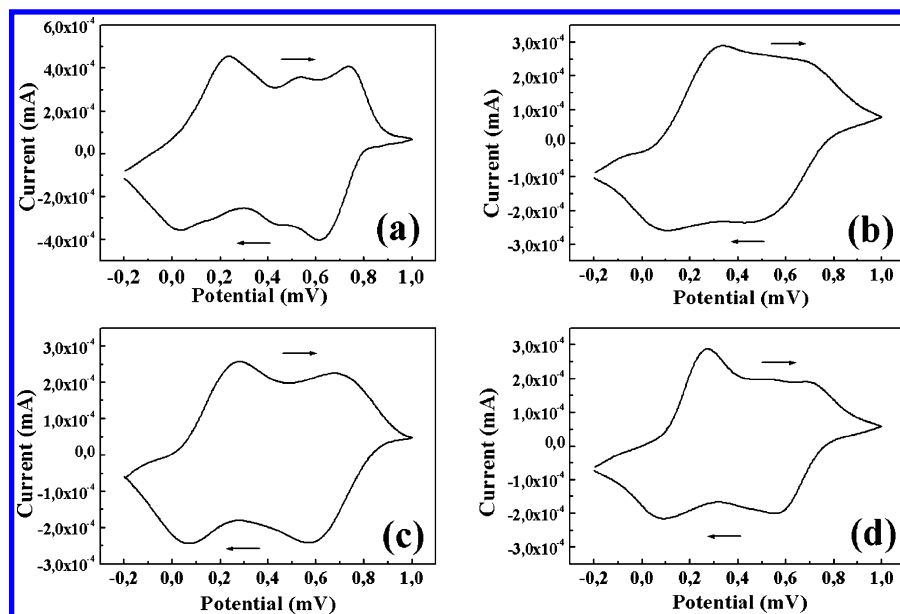 6,0x10⁻⁴
4,0x10⁻⁴
2,0x10⁻⁴
0,0
-2,0x10⁻⁴
-4,0x10⁻⁴
Current (mA)
(a)
-0,2 0,0 0,2 0,4 0,6 0,8 1,0
Potential (mV)
3,0x10⁻⁴
2,0x10⁻⁴
1,0x10⁻⁴
0,0
-1,0x10⁻⁴
-2,0x10⁻⁴
-3,0x10⁻⁴
Current (mA)
(b)
-0,2 0,0 0,2 0,4 0,6 0,8 1,0
Potential (mV)
3,0x10⁻⁴
2,0x10⁻⁴
1,0x10⁻⁴
0,0
-1,0x10⁻⁴
-2,0x10⁻⁴
-3,0x10⁻⁴
Current (mA)
(c)
-0,2 0,0 0,2 0,4 0,6 0,8 1,0
Potential (mV)
3,0x10⁻⁴
2,0x10⁻⁴
1,0x10⁻⁴
0,0
-1,0x10⁻⁴
-2,0x10⁻⁴
-3,0x10⁻⁴
Current (mA)
(d)
-0,2 0,0 0,2 0,4 0,6 0,8 1,0
Potential (mV)